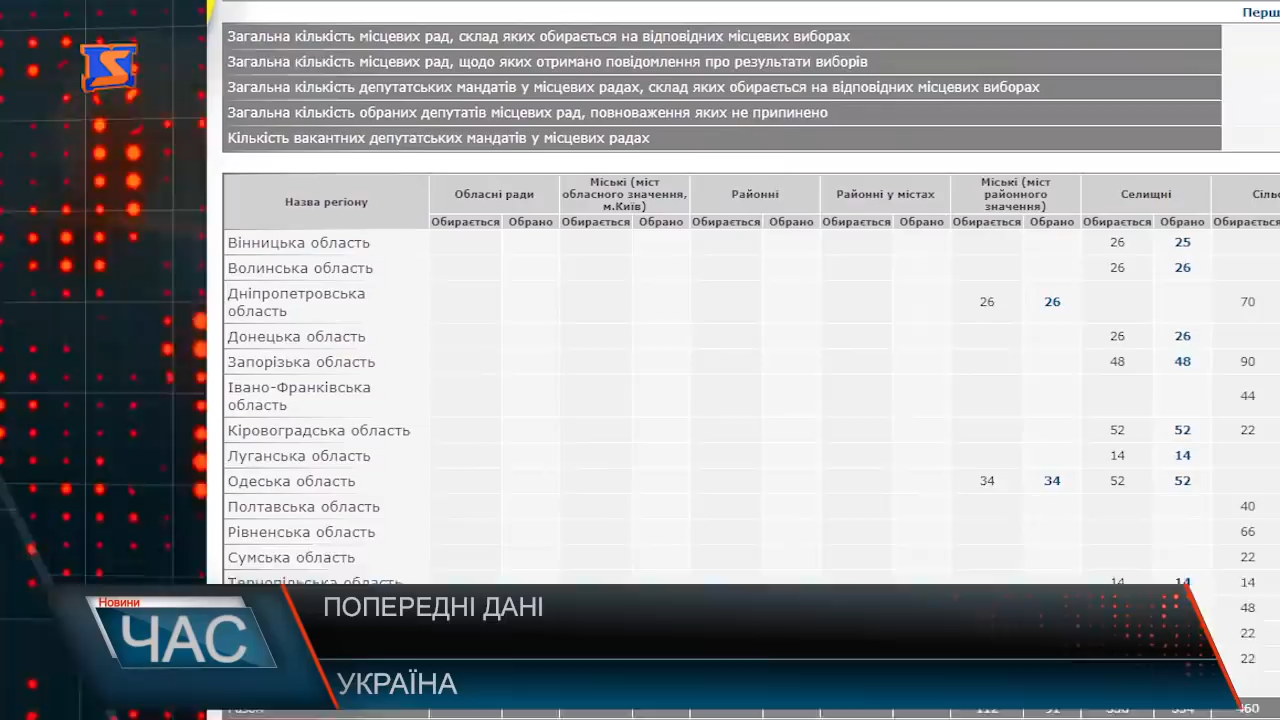 Перш
Загальна кількість місцевих рад, склад яких обирається на відповідних місцевих виборах
Загальна кількість місцевих рад, щодо яких отримано повідомлення про результати виборів
Загальна кількість депутатських мандатів у місцевих радах, склад яких обирається на відповідних місцевих виборах
Загальна кількість обраних депутатів місцевих рад, повноваження яких не припинено
Кількість вакантних депутатських мандатів у місцевих радах
Назва регіону Обласні ради Міські (міст обласного значення, м.Київ) Районні Районні у містах Міські (міст районного значення) Селищні Сіль
Обирається Обрано Обирається Обрано Обирається Обрано Обирається Обрано Обирається Обрано Обирається Обрано Обирається
Вінницька область 26 25
Волинська область 26 26
Дніпропетровська
область 26 26 70
Донецька область 26 26
Запорізька область 48 48 90
Івано-Франківська
область 44
Кіровоградська область 52 52 22
Луганська область 14 14
Одеська область 34 34 52 52
Полтавська область 40
Рівненська область 66
Сумська область 22
Тернопільська область 14 14 14
48
22
22
460
Новини
ЧАС
ПОПЕРЕДНІ ДАНІ
УКРАЇНА